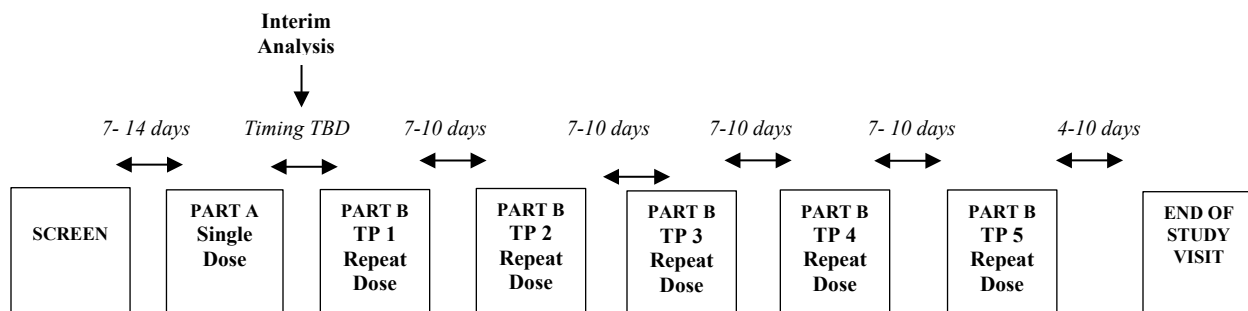 Interim
Analysis
7- 14 days
Timing TBD
7-10 days
7-10 days
7-10 days
7- 10 days
4-10 days
SCREEN
PART A
Single
Dose
PART B
TP 1
Repeat
Dose
PART B
TP 2
Repeat
Dose
PART B
TP 3
Repeat
Dose
PART B
TP 4
Repeat
Dose
PART B
TP 5
Repeat
Dose
END OF
STUDY
VISIT